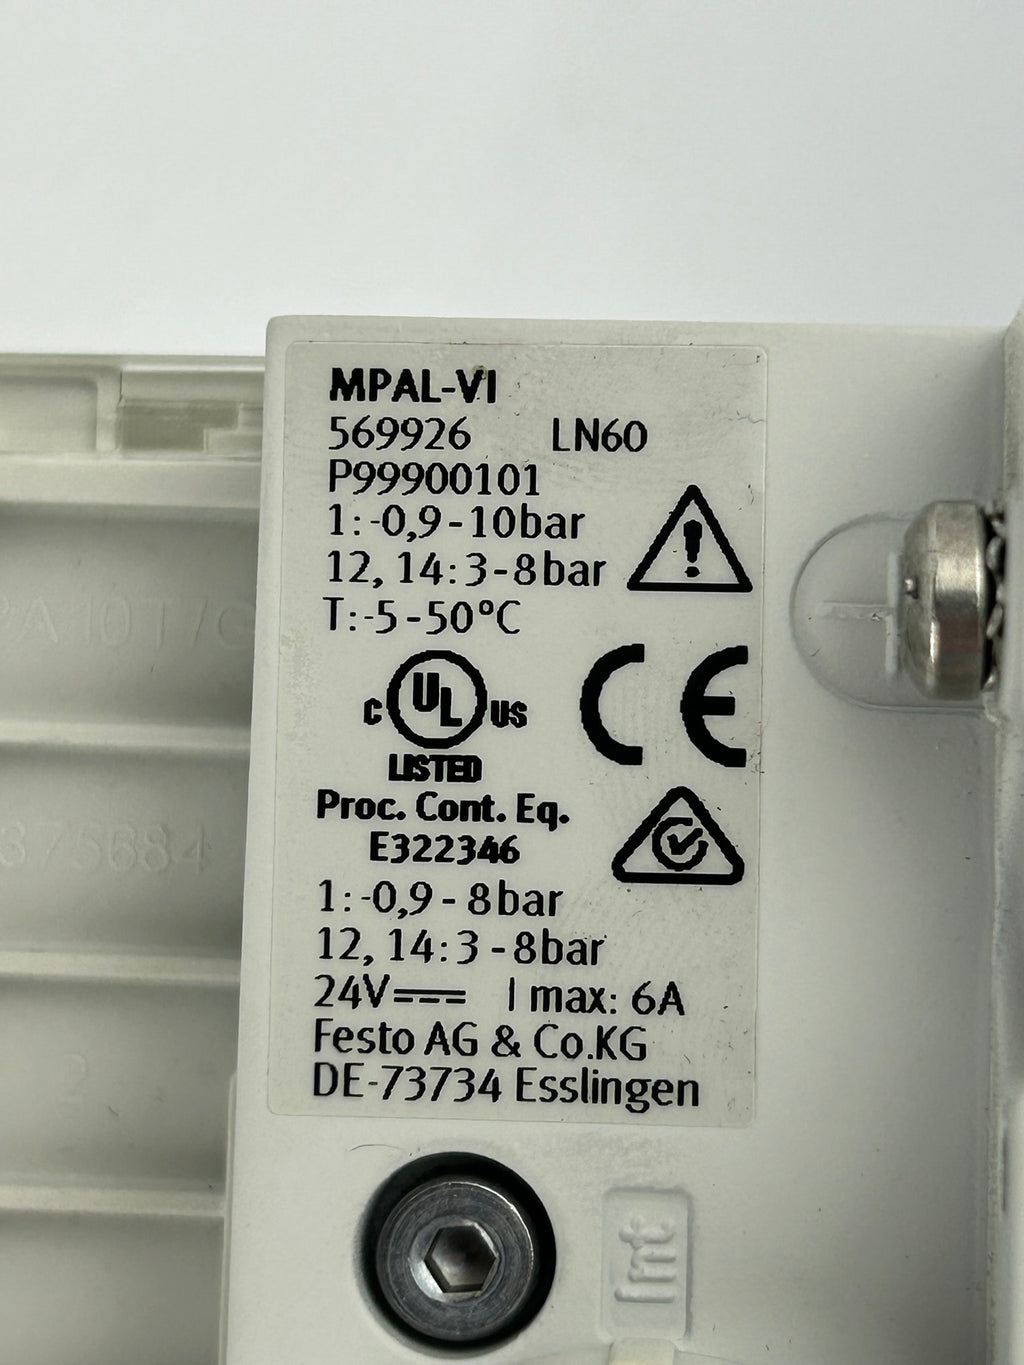 MPAL-VI
569926 LN60
P99900101
1: -0,9 - 10bar
12, 14: 3-8bar
T: -5 -50°C
C UL US
LISTED
CE
Proc. Cont. Eq.
E322346
1: -0,9 - 8bar
12, 14: 3 -8bar
24V I max: 6A
Festo AG & Co.KG
DE-73734 Esslingen
Int